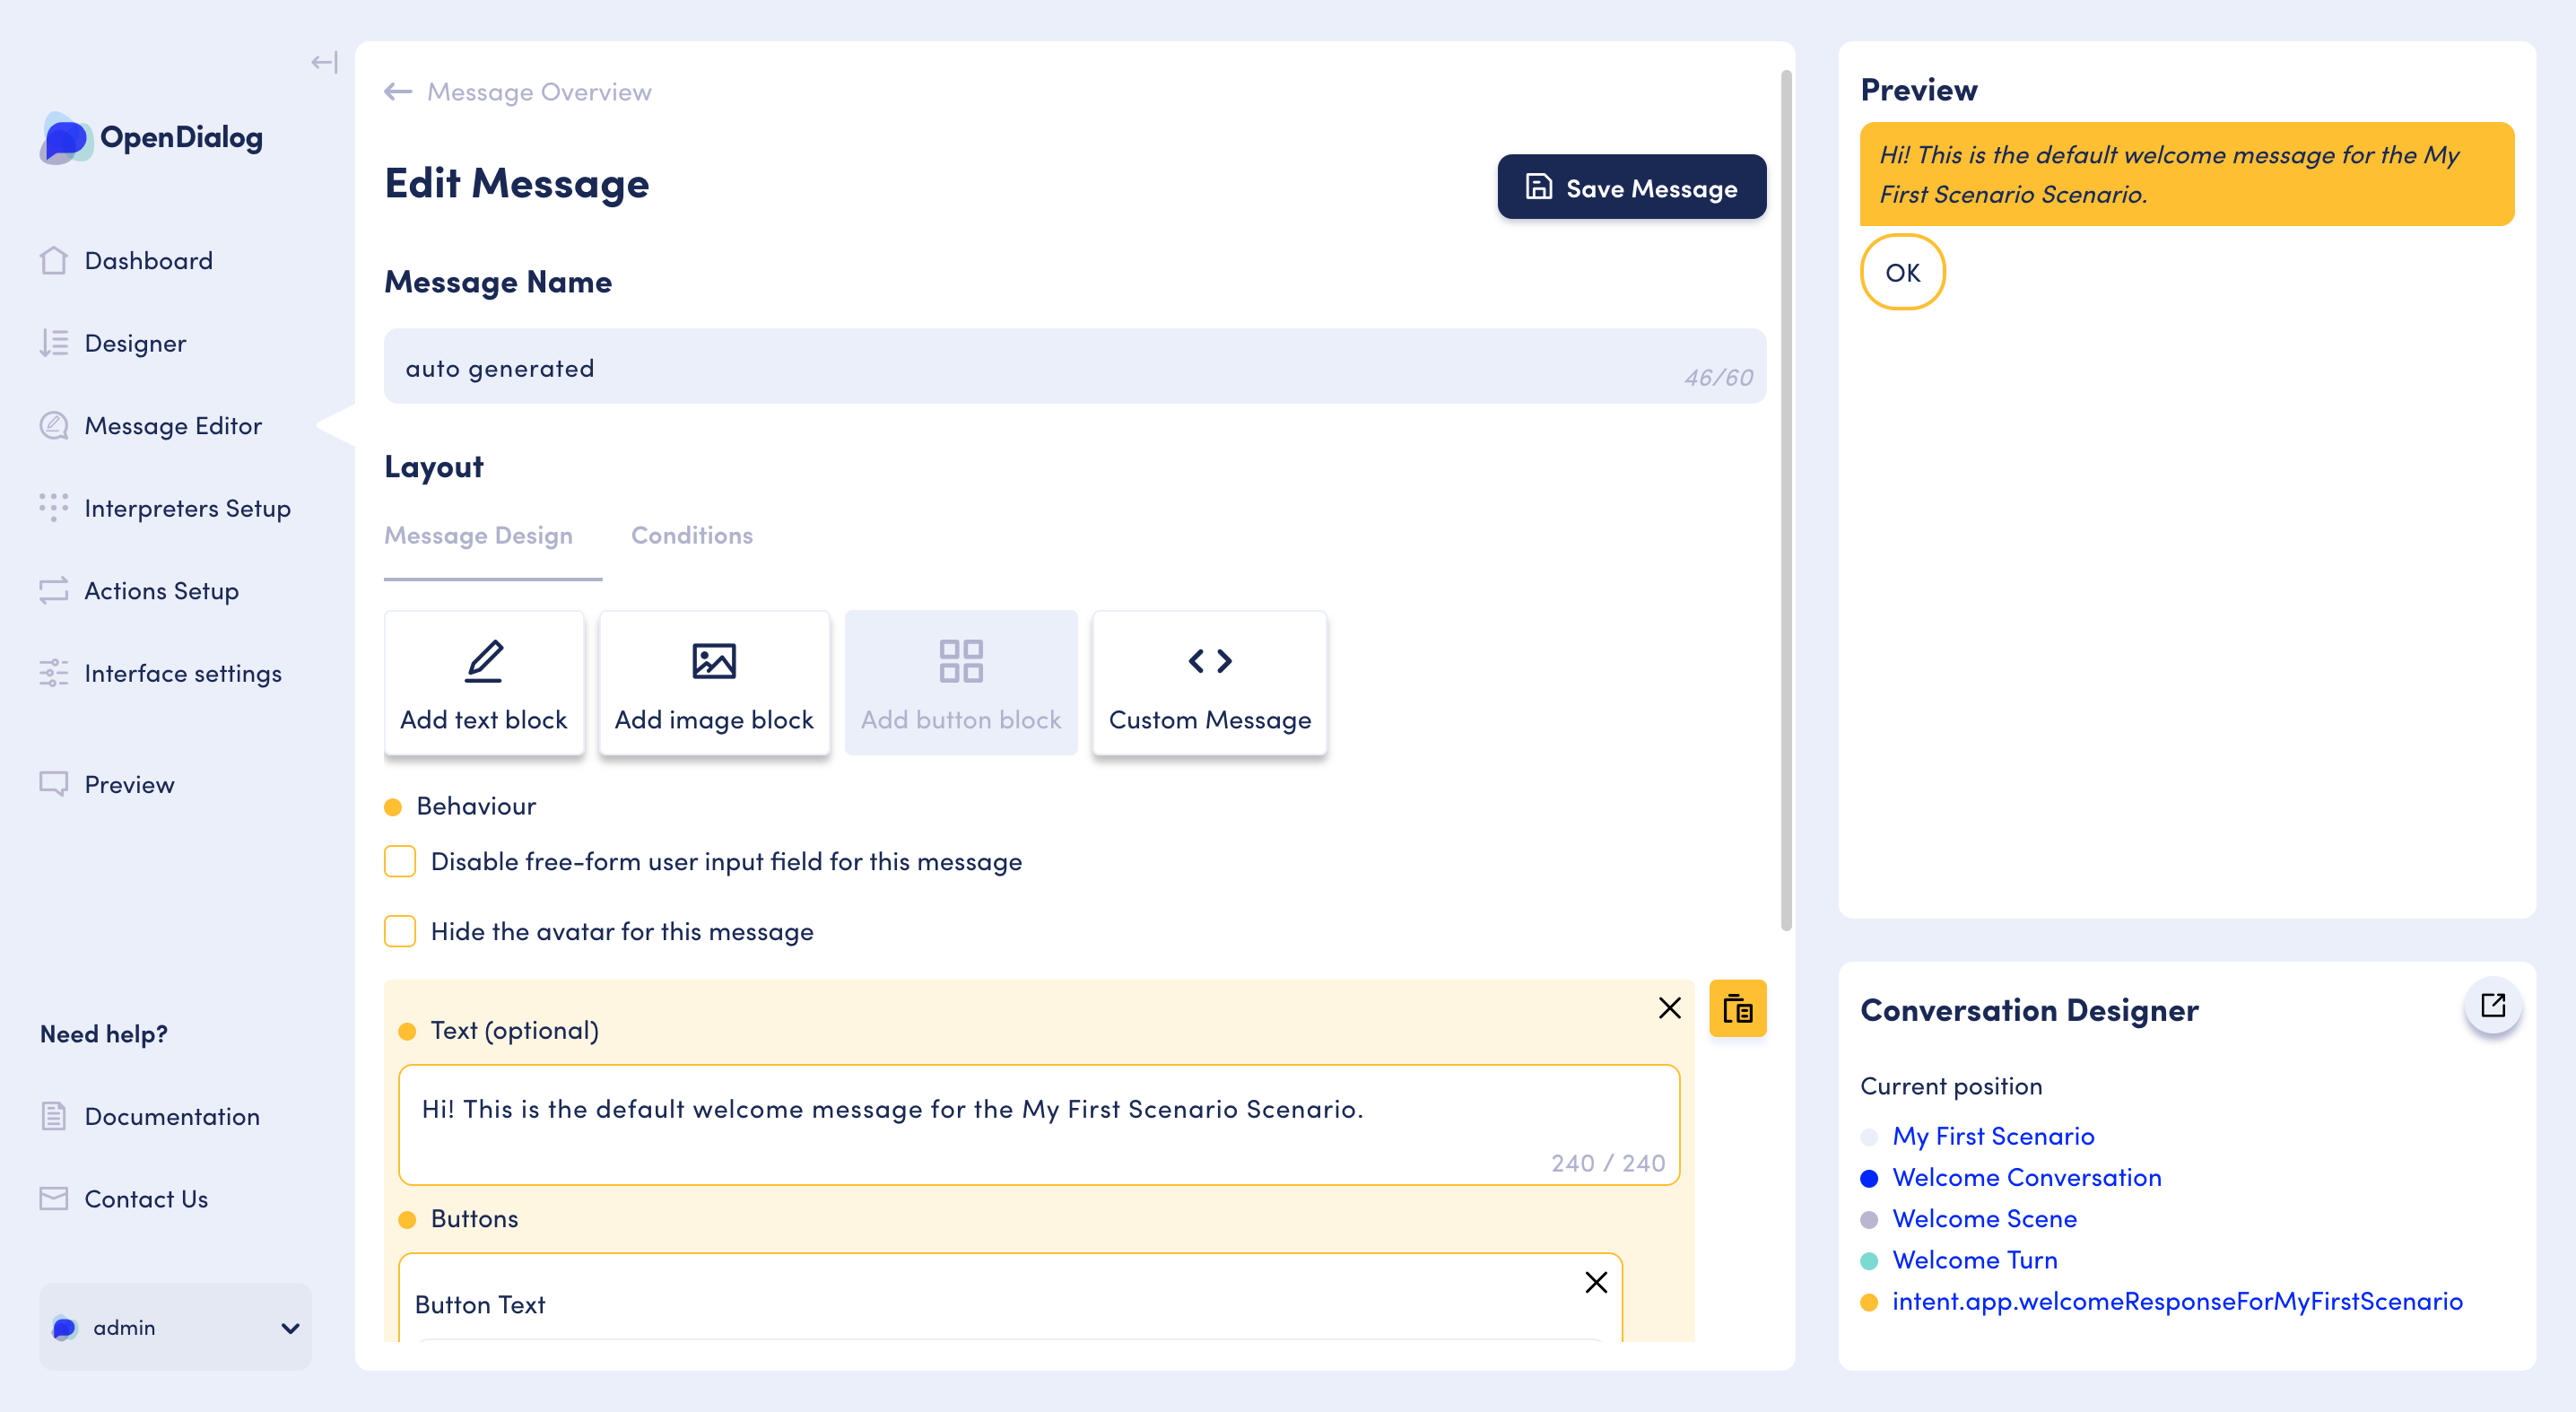 OpenDialog
Dashboard
Designer
Message Editor
Interpreters Setup
Actions Setup
Interface settings
Preview
Need help?
Documentation
Contact Us
admin
Message Overview
Edit Message
Save Message
Message Name
auto generated
46/60
Layout
Message Design
Conditions
Add text block
Add image block
Add button block
Custom Message
Behaviour
Disable free-form user input field for this message
Hide the avatar for this message
Text (optional)
Hi! This is the default welcome message for the My First Scenario Scenario.
240 / 240
Buttons
Button Text
Preview
Hi! This is the default welcome message for the My
First Scenario Scenario.
OK
Conversation Designer
Current position
My First Scenario
Welcome Conversation
Welcome Scene
Welcome Turn
intent.app.welcomeResponseForMyFirstScenario